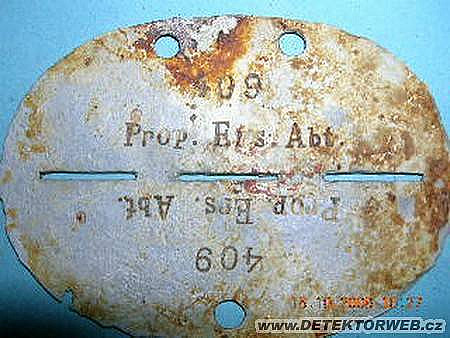 409
Prop. Ers. Abt.
Prop. Ers. Abt.
409
WWW.DETEKTORWEB.CZ